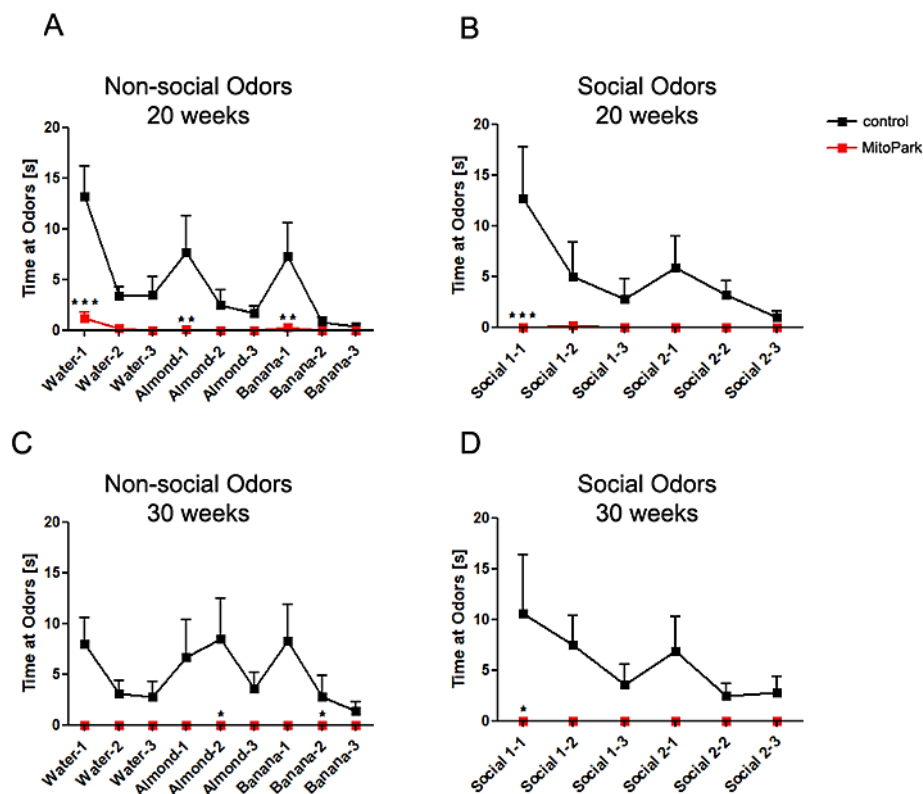 A
Non-social Odors
20 weeks
Time at Odors [s]
20
15
10
5
0
***
**
**
Water-1
Water-2
Water-3
Almond-1
Almond-2
Almond-3
Banana-1
Banana-2
Banana-3
B
Social Odors
20 weeks
Time at Odors [s]
20
15
10
5
0
***
Social 1-1
Social 1-2
Social 1-3
Social 2-1
Social 2-2
Social 2-3
control
MitoPark
C
Non-social Odors
30 weeks
Time at Odors [s]
20
15
10
5
0
*
*
Water-1
Water-2
Water-3
Almond-1
Almond-2
Almond-3
Banana-1
Banana-2
Banana-3
D
Social Odors
30 weeks
Time at Odors [s]
20
15
10
5
0
*
Social 1-1
Social 1-2
Social 1-3
Social 2-1
Social 2-2
Social 2-3